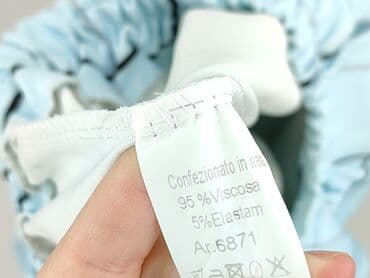 Confezionato in
95 % Viscosa
5% Elastam
Ar.6871